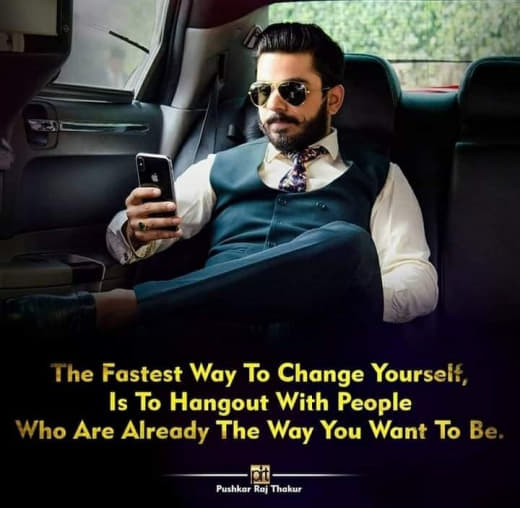 The Fastest Way To Change Yourself,
Is To Hangout With People
Who Are Already The Way You Want To Be.
Pushkar Raj Thakur